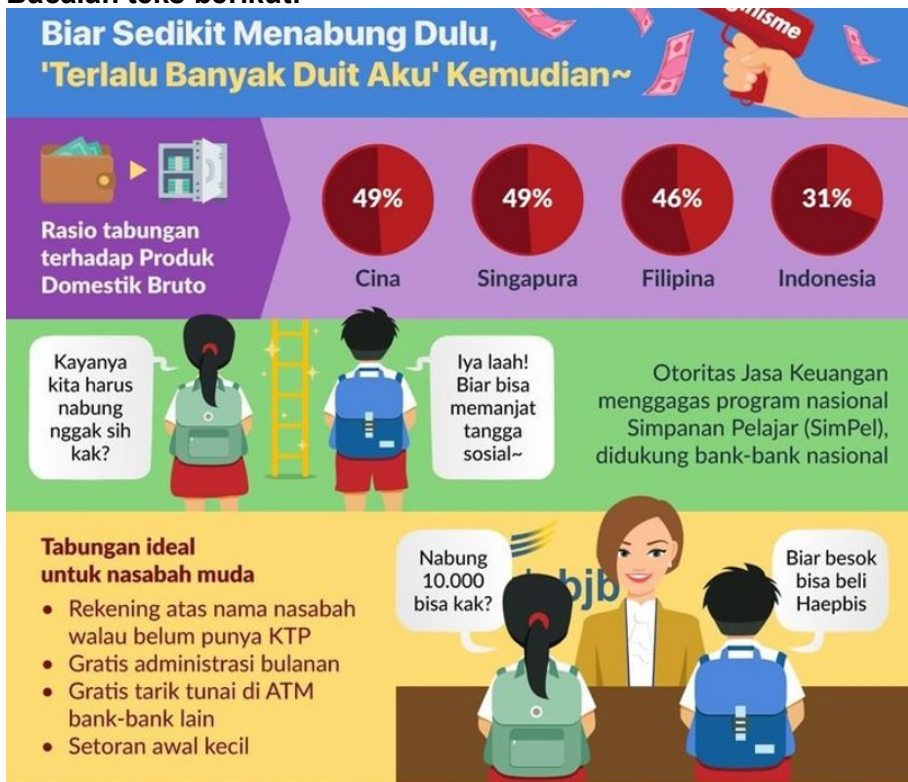 Bacalah teks berikut!
Biar Sedikit Menabung Dulu,
'Terlalu Banyak Duit Aku' Kemudian~
49%
49%
46%
31%
Rasio tabungan
terhadap Produk
Domestik Bruto
Cina
Singapura
Filipina
Indonesia
Kayanya
kita harus
nabung
nggak sih
kak?
Iya laah!
Biar bisa
memanjat
tangga
sosial~
Otoritas Jasa Keuangan
menggagas program nasional
Simpanan Pelajar (SimPel),
didukung bank-bank nasional
Tabungan ideal
untuk nasabah muda
• Rekening atas nama nasabah
walau belum punya KTP
• Gratis administrasi bulanan
• Gratis tarik tunai di ATM
bank-bank lain
• Setoran awal kecil
Nabung
10.000
bisa kak?
bjb
Biar besok
bisa beli
Haepbis